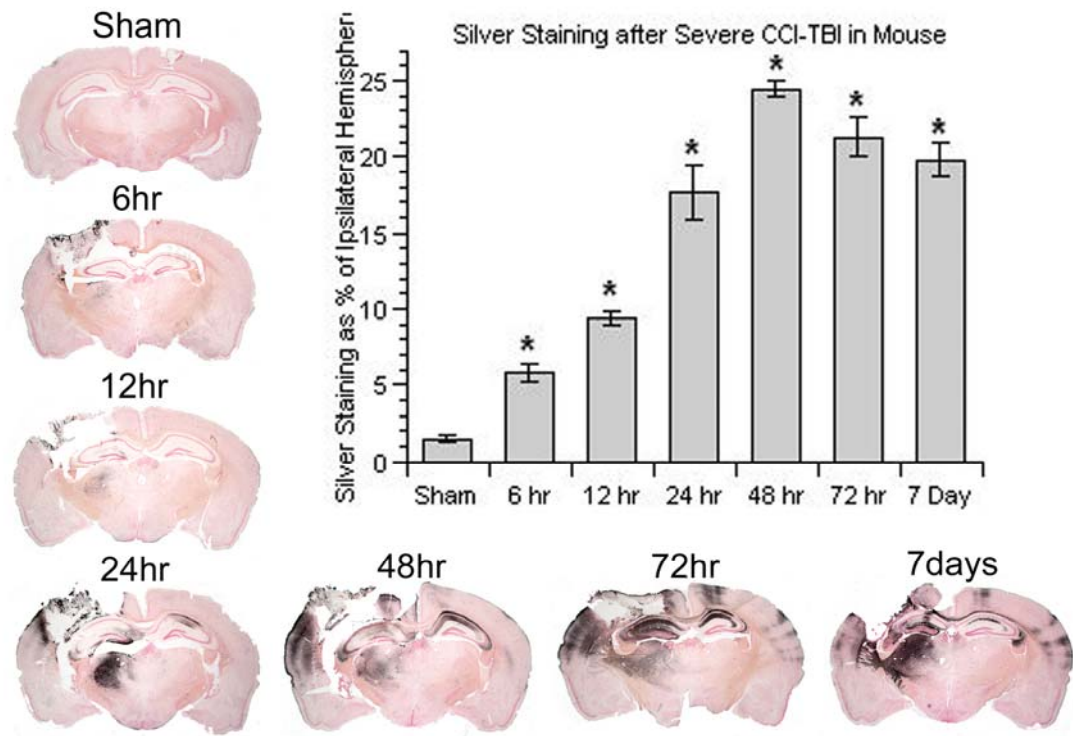 Sham
6hr
12hr
24hr
48hr
72hr
7days
Silver Staining after Severe CCI-TBI in Mouse
Silver Staining as % of Ipsilateral Hemispher
25
20
15
10
5
0
*
*
*
*
*
*
Sham
6 hr
12 hr
24 hr
48 hr
72 hr
7 Day